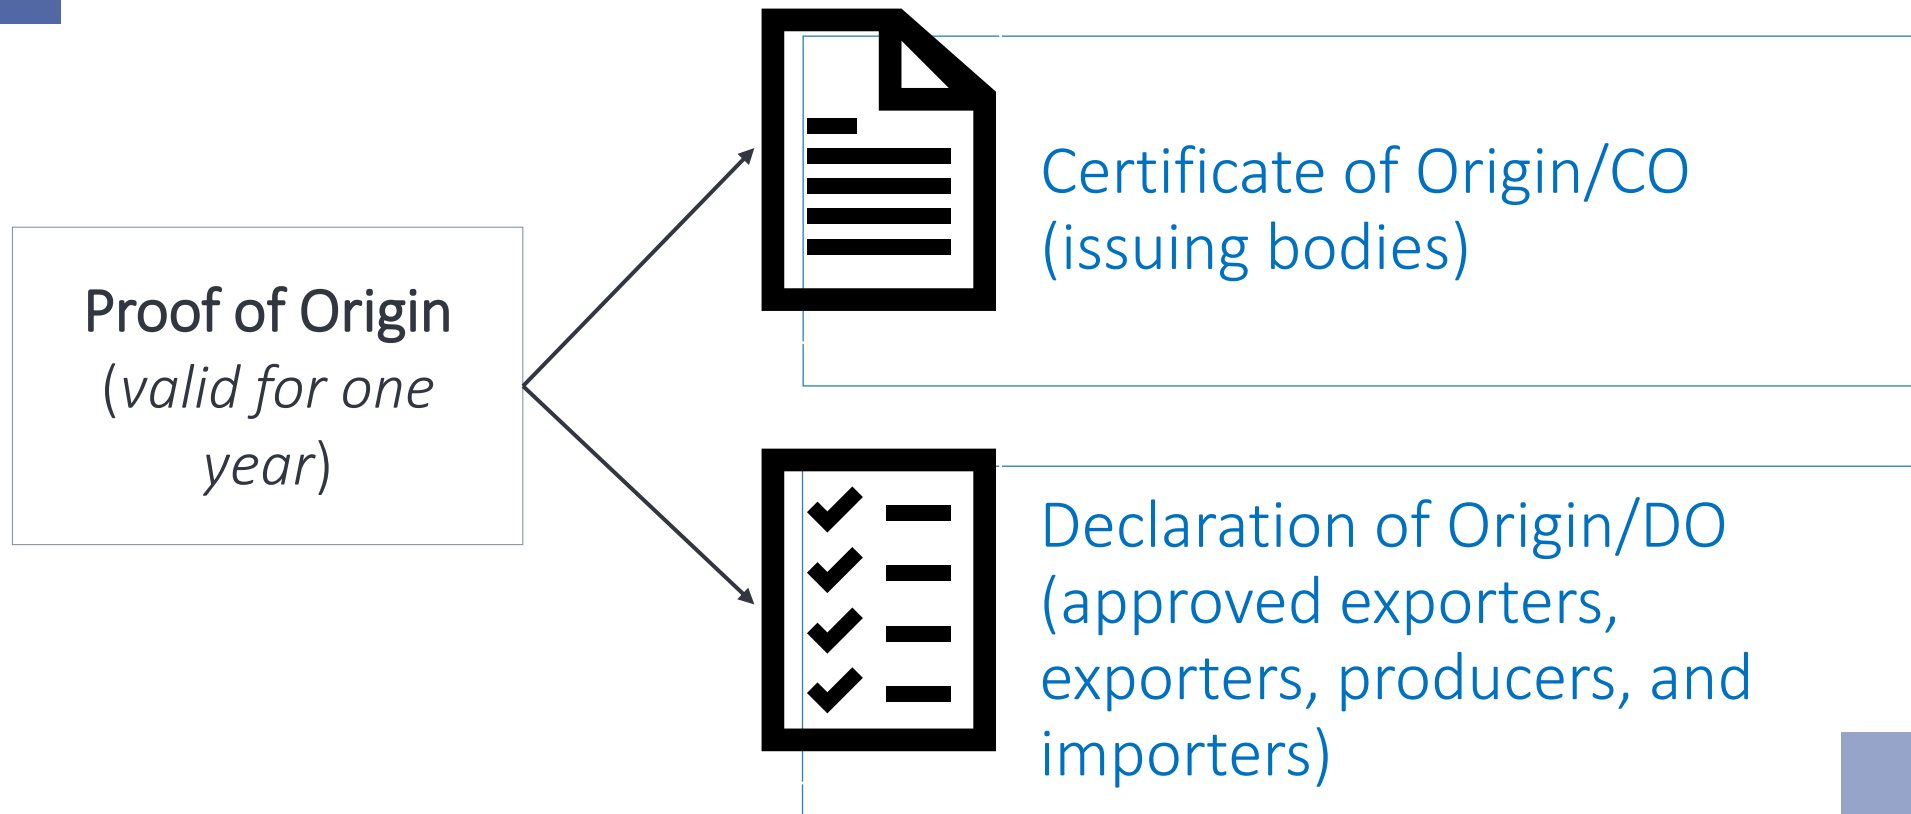 Proof of Origin
(valid for one
year)
Certificate of Origin/CO
(issuing bodies)
Declaration of Origin/DO
(approved exporters,
exporters, producers, and
importers)